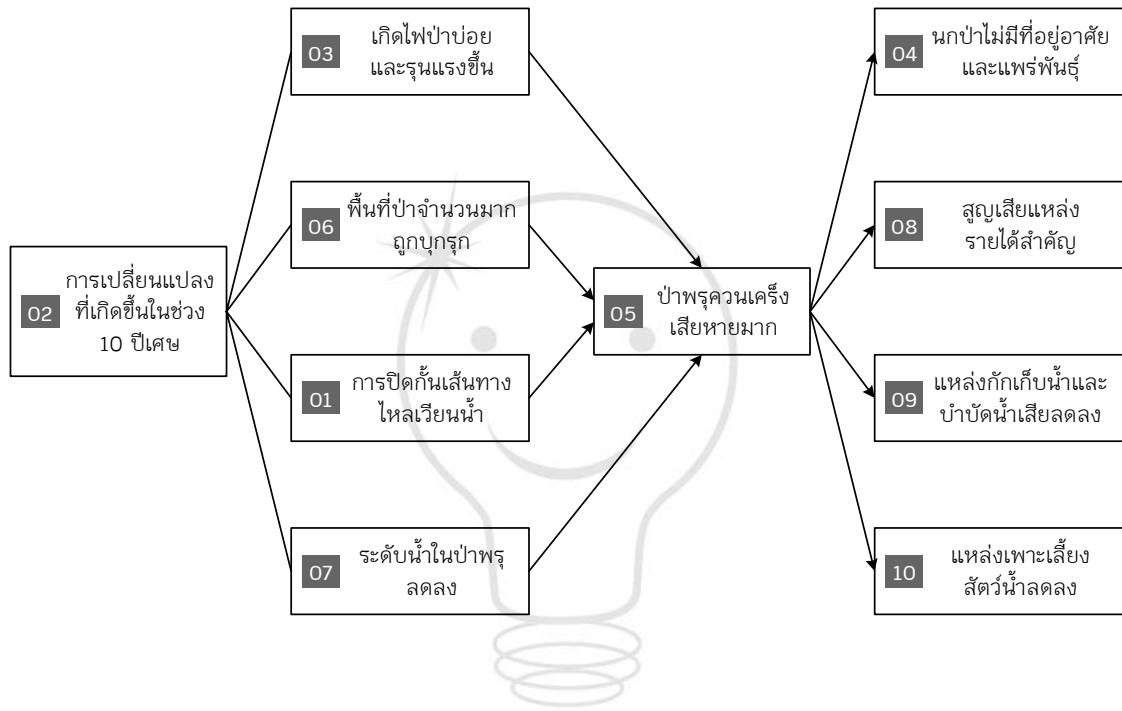 02
การเปลี่ยนแปลง
ที่เกิดขึ้นในช่วง
10 ปีเศษ
03
เกิดไฟป่าบ่อย
และรุนแรงขึ้น
06
พื้นที่ป่าจำนวนมาก
ถูกบุกรุก
01
การปิดกั้นเส้นทาง
ไหลเวียนน้ำ
07
ระดับน้ำในป่าพรุ
ลดลง
05
ป่าพรุควนเคร็ง
เสียหายมาก
04
นกป่าไม่มีที่อยู่อาศัย
และแพร่พันธุ์
08
สูญเสียแหล่ง
รายได้สำคัญ
09
แหล่งกักเก็บน้ำและ
บำบัดน้ำเสียลดลง
10
แหล่งเพาะเลี้ยง
สัตว์น้ำลดลง